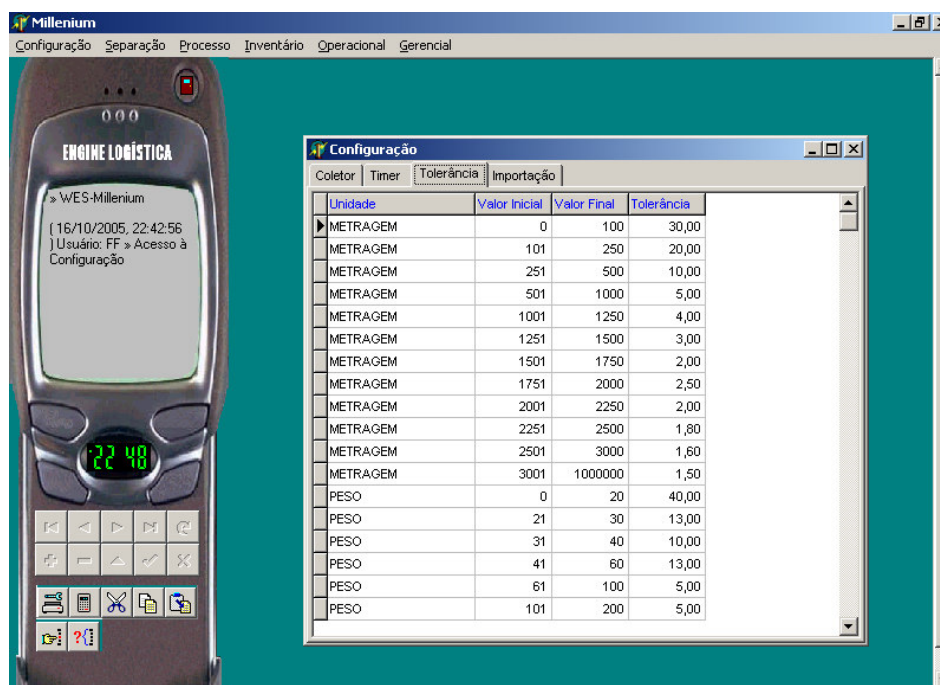 Millenium
Configuração Separação Processo Inventário Operacional Gerencial
ENGINE LOGÍSTICA
» WES-Millenium
( 16/10/2005, 22:42:56
) Usuário: FF » Acesso à
Configuração
22 48
Configuração
Coletor Timer Tolerância Importação
Unidade Valor Inicial Valor Final Tolerância
METRAGEM 0 100 30,00
METRAGEM 101 250 20,00
METRAGEM 251 500 10,00
METRAGEM 501 1000 5,00
METRAGEM 1001 1250 4,00
METRAGEM 1251 1500 3,00
METRAGEM 1501 1750 2,00
METRAGEM 1751 2000 2,50
METRAGEM 2001 2250 2,00
METRAGEM 2251 2500 1,80
METRAGEM 2501 3000 1,60
METRAGEM 3001 1000000 1,50
PESO 0 20 40,00
PESO 21 30 13,00
PESO 31 40 10,00
PESO 41 60 13,00
PESO 61 100 5,00
PESO 101 200 5,00